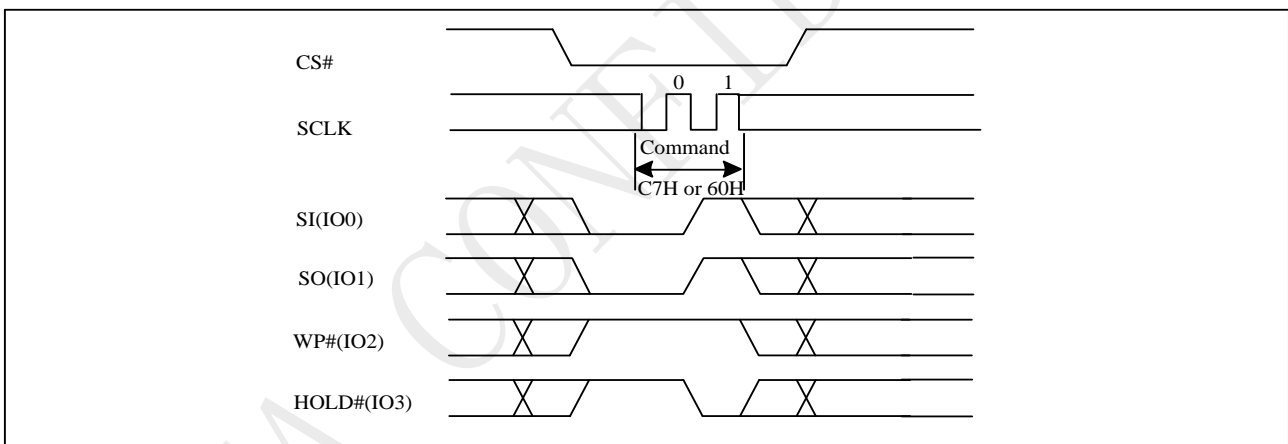 CS#
0 1
SCLK
Command
C7H or 60H
SI(IO0)
SO(IO1)
WP#(IO2)
HOLD#(IO3)